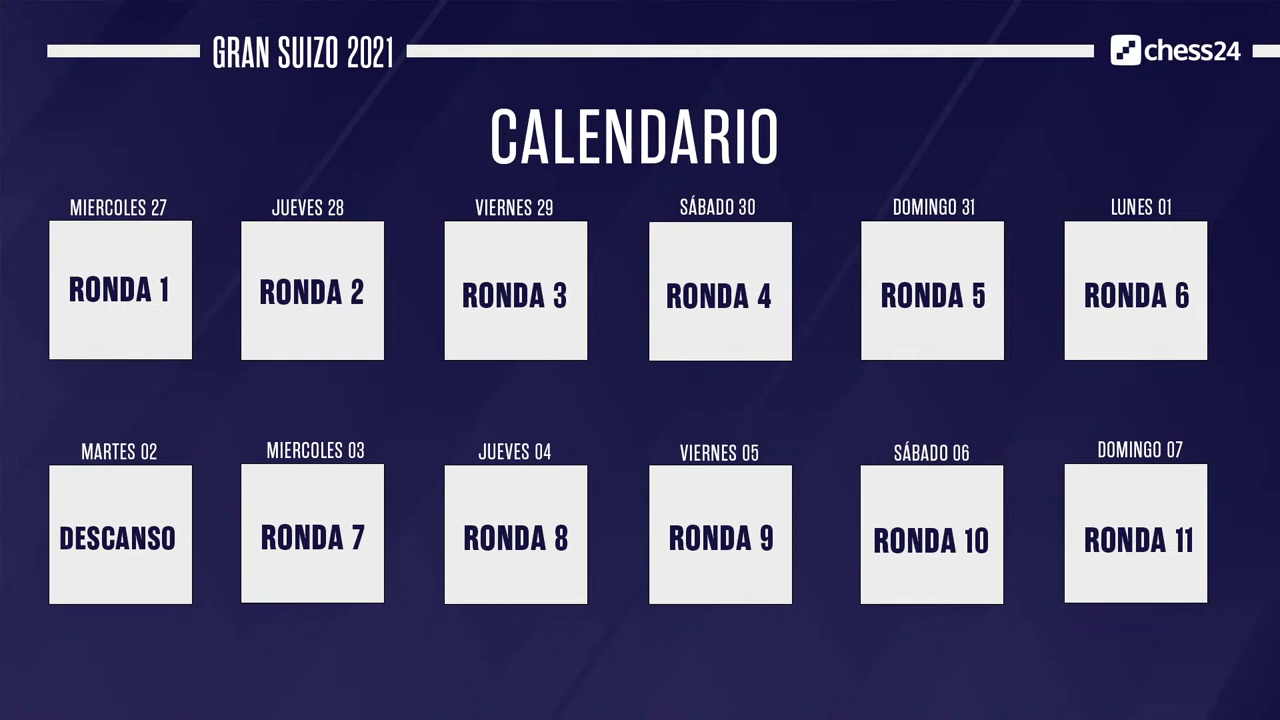 GRAN SUIZO 2021
chess24
CALENDARIO
MIERCOLES 27
JUEVES 28
VIERNES 29
SÁBADO 30
DOMINGO 31
LUNES 01
RONDA 1
RONDA 2
RONDA 3
RONDA 4
RONDA 5
RONDA 6
MARTES 02
MIERCOLES 03
JUEVES 04
VIERNES 05
SÁBADO 06
DOMINGO 07
DESCANSO
RONDA 7
RONDA 8
RONDA 9
RONDA 10
RONDA 11